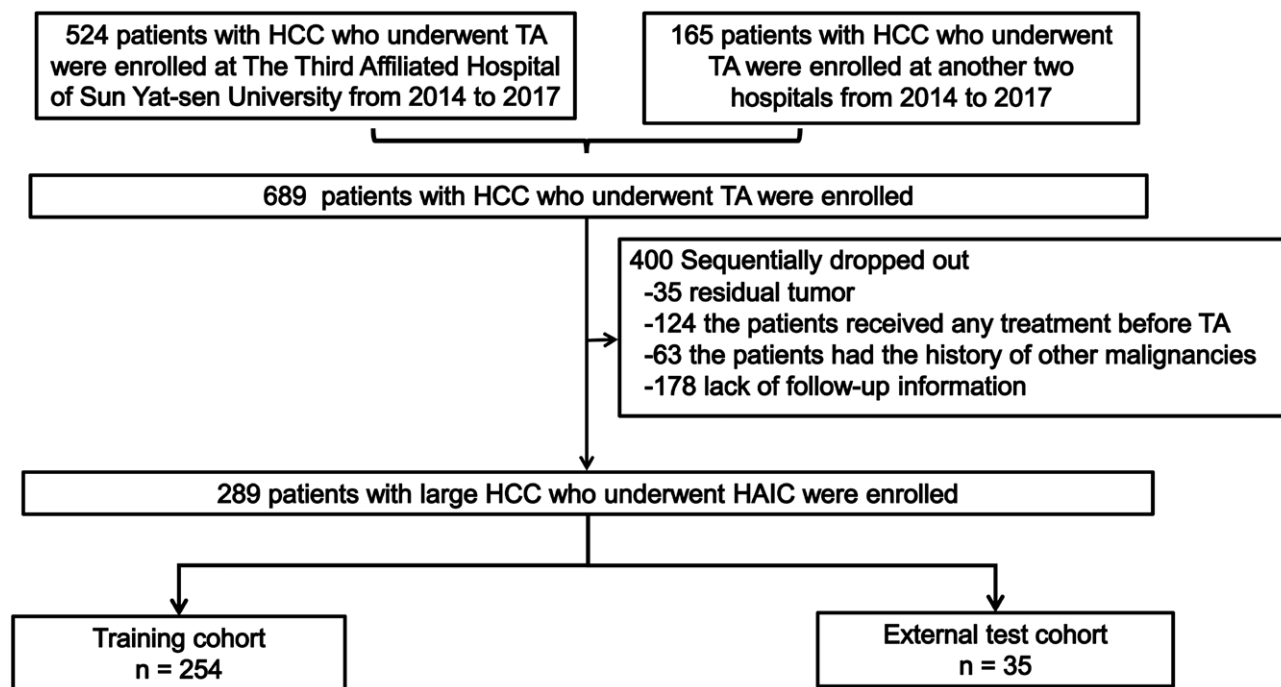 524 patients with HCC who underwent TA
were enrolled at The Third Affiliated Hospital
of Sun Yat-sen University from 2014 to 2017
165 patients with HCC who underwent
TA were enrolled at another two
hospitals from 2014 to 2017
689 patients with HCC who underwent TA were enrolled
400 Sequentially dropped out
-35 residual tumor
-124 the patients received any treatment before TA
-63 the patients had the history of other malignancies
-178 lack of follow-up information
289 patients with large HCC who underwent HAIC were enrolled
Training cohort
n = 254
External test cohort
n = 35